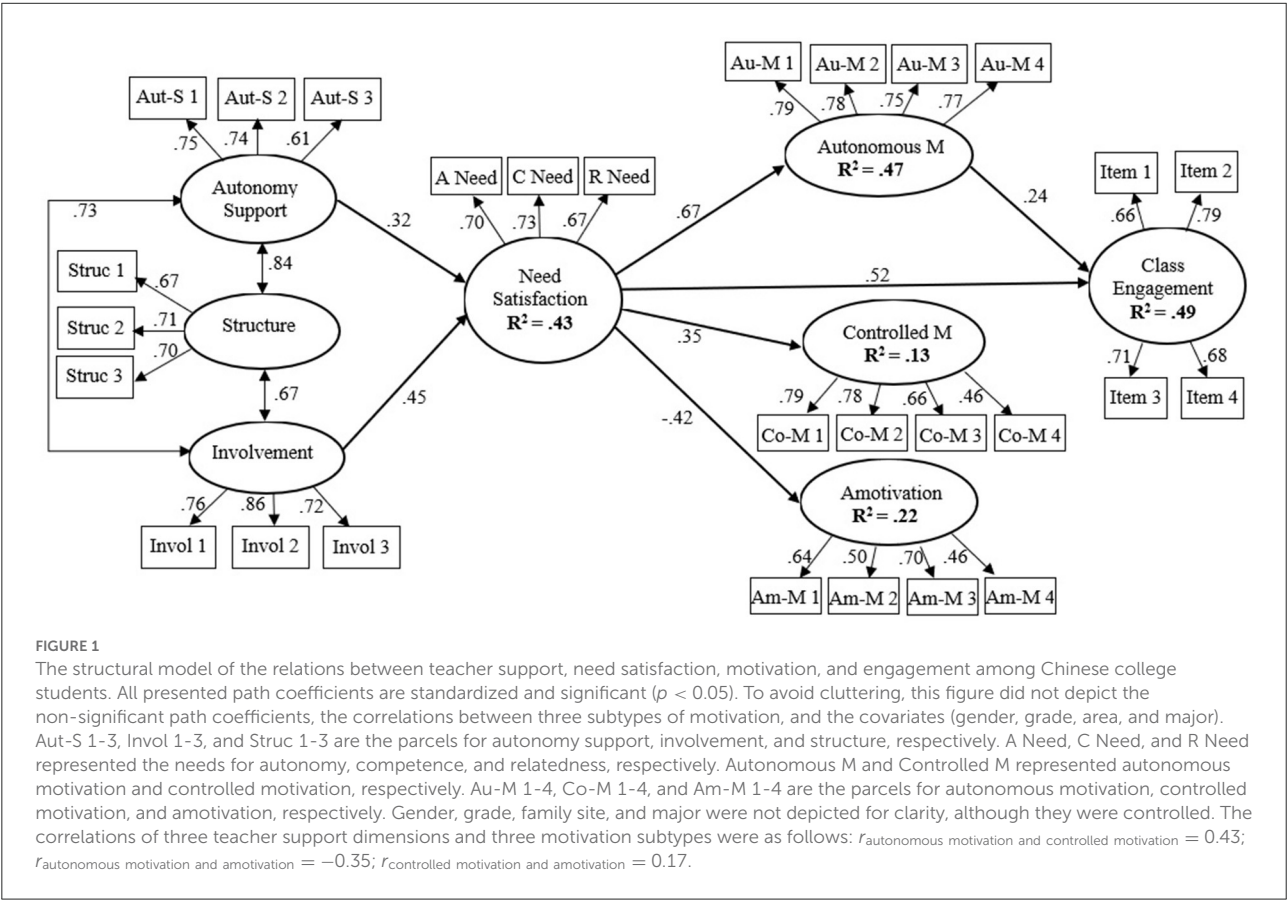 Au-M 1
Au-M 2
Au-M 3
Au-M 4
Aut-S 1
Aut-S 2
Aut-S 3
.79
.78
.75
.77
.75
.74
.61
Autonomous M
R² = .47
Item 1
Item 2
A Need
C Need
R Need
Autonomy
Support
.73
.32
.70
.73
.67
.67
.24
.66
.79
Struc 1
.84
.67
Need
Satisfaction
R² = .43
.52
Class
Engagement
R² = .49
Struc 2
.71
Structure
.35
Controlled M
R² = .13
Struc 3
.70
.67
.45
-.42
.79
.78
.66
.46
.71
.68
Item 3
Item 4
Co-M 1
Co-M 2
Co-M 3
Co-M 4
Involvement
Amotivation
R² = .22
.76
.86
.72
Invol 1
Invol 2
Invol 3
.64
.50
.70
.46
Am-M 1
Am-M 2
Am-M 3
Am-M 4
FIGURE 1
The structural model of the relations between teacher support, need satisfaction, motivation, and engagement among Chinese college
students. All presented path coefficients are standardized and significant (p < 0.05). To avoid cluttering, this figure did not depict the
non-significant path coefficients, the correlations between three subtypes of motivation, and the covariates (gender, grade, area, and major).
Aut-S 1-3, Invol 1-3, and Struc 1-3 are the parcels for autonomy support, involvement, and structure, respectively. A Need, C Need, and R Need
represented the needs for autonomy, competence, and relatedness, respectively. Autonomous M and Controlled M represented autonomous
motivation and controlled motivation, respectively. Au-M 1-4, Co-M 1-4, and Am-M 1-4 are the parcels for autonomous motivation, controlled
motivation, and amotivation, respectively. Gender, grade, family site, and major were not depicted for clarity, although they were controlled. The
correlations of three teacher support dimensions and three motivation subtypes were as follows: r autonomous motivation and controlled motivation = 0.43;
r autonomous motivation and amotivation = −0.35; r controlled motivation and amotivation = 0.17.